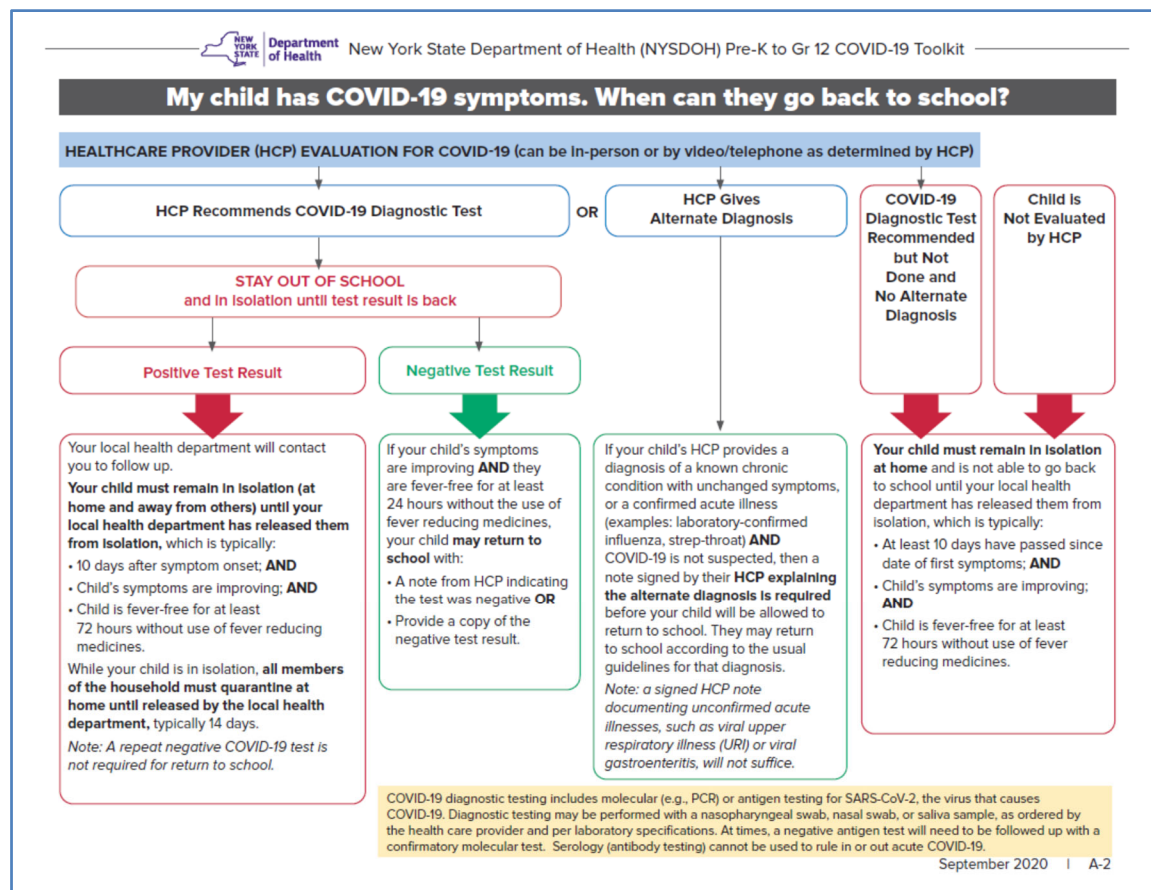 NEW
YORK
STATE
Department
of Health
New York State Department of Health (NYSDOH) Pre-K to Gr 12 COVID-19 Toolkit
My child has COVID-19 symptoms. When can they go back to school?
HEALTHCARE PROVIDER (HCP) EVALUATION FOR COVID-19 (can be in-person or by video/telephone as determined by HCP)
HCP Recommends COVID-19 Diagnostic Test
OR
HCP Gives
Alternate Diagnosis
COVID-19
Diagnostic Test
Recommended
but Not
Done and
No Alternate
Diagnosis
Child is
Not Evaluated
by HCP
STAY OUT OF SCHOOL
and in isolation until test result is back
Positive Test Result
Negative Test Result
Your local health department will contact
you to follow up.
Your child must remain in isolation (at
home and away from others) until your
local health department has released them
from isolation, which is typically:
• 10 days after symptom onset; AND
• Child's symptoms are improving; AND
• Child is fever-free for at least
72 hours without use of fever reducing
medicines.
While your child is in isolation, all members
of the household must quarantine at
home until released by the local health
department, typically 14 days.
Note: A repeat negative COVID-19 test is
not required for return to school.
If your child's symptoms
are improving AND they
are fever-free for at least
24 hours without the use of
fever reducing medicines,
your child may return to
school with:
• A note from HCP indicating
the test was negative OR
• Provide a copy of the
negative test result.
If your child's HCP provides a
diagnosis of a known chronic
condition with unchanged symptoms,
or a confirmed acute illness
(examples: laboratory-confirmed
influenza, strep-throat) AND
COVID-19 is not suspected, then a
note signed by their HCP explaining
the alternate diagnosis is required
before your child will be allowed to
return to school. They may return
to school according to the usual
guidelines for that diagnosis.
Note: a signed HCP note
documenting unconfirmed acute
illnesses, such as viral upper
respiratory illness (URI) or viral
gastroenteritis, will not suffice.
Your child must remain in isolation
at home and is not able to go back
to school until your local health
department has released them from
isolation, which is typically:
• At least 10 days have passed since
date of first symptoms; AND
• Child's symptoms are improving;
AND
• Child is fever-free for at least
72 hours without use of fever
reducing medicines.
COVID-19 diagnostic testing includes molecular (e.g., PCR) or antigen testing for SARS-CoV-2, the virus that causes
COVID-19. Diagnostic testing may be performed with a nasopharyngeal swab, nasal swab, or saliva sample, as ordered by
the health care provider and per laboratory specifications. At times, a negative antigen test will need to be followed up with a
confirmatory molecular test. Serology (antibody testing) cannot be used to rule in or out acute COVID-19.
September 2020 | A-2